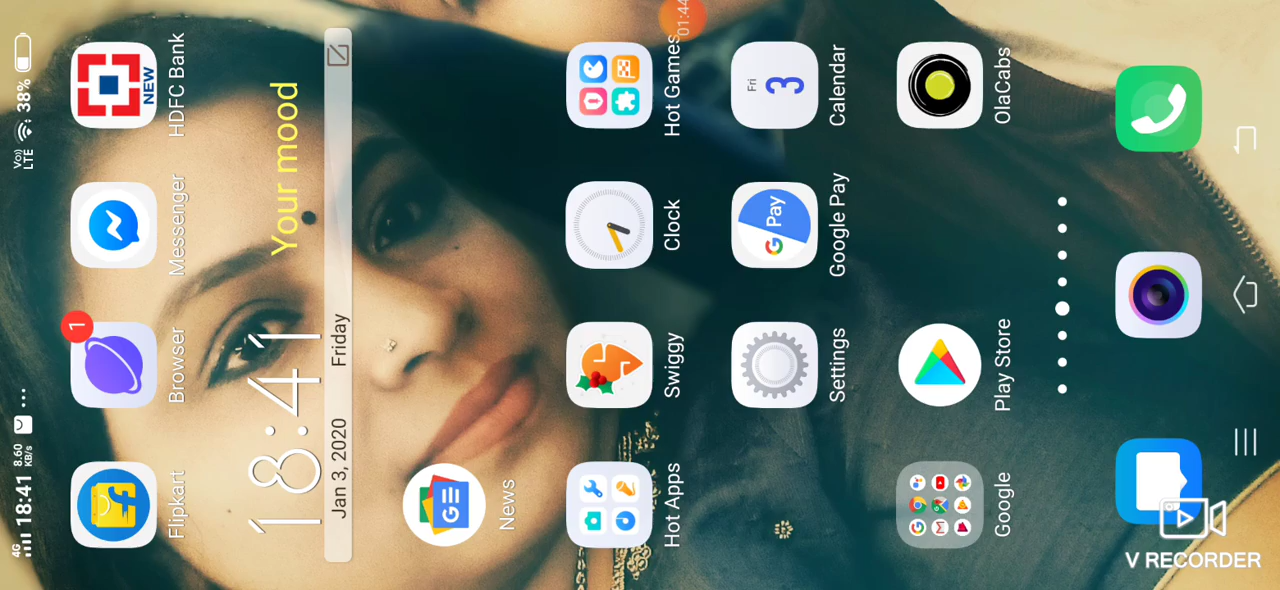 4G 18:41 8.60 KB/s ... Vo)) LTE 38%
01:44
Flipkart
1
Browser
Messenger
NEW
HDFC Bank
18:41
Your mood
Jan 3, 2020 Friday
GE
News
Hot Apps
Swiggy
Clock
Hot Games
Settings
G Pay
Google Pay
Fri
3
Calendar
Google
Play Store
OlaCabs
V RECORDER